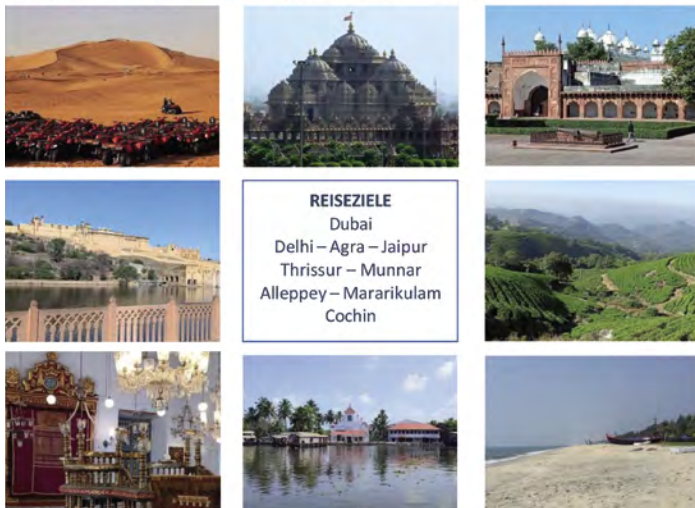 REISEZIELE
Dubai
Delhi – Agra – Jaipur
Thrissur – Munnar
Alleppey – Mararikulam
Cochin